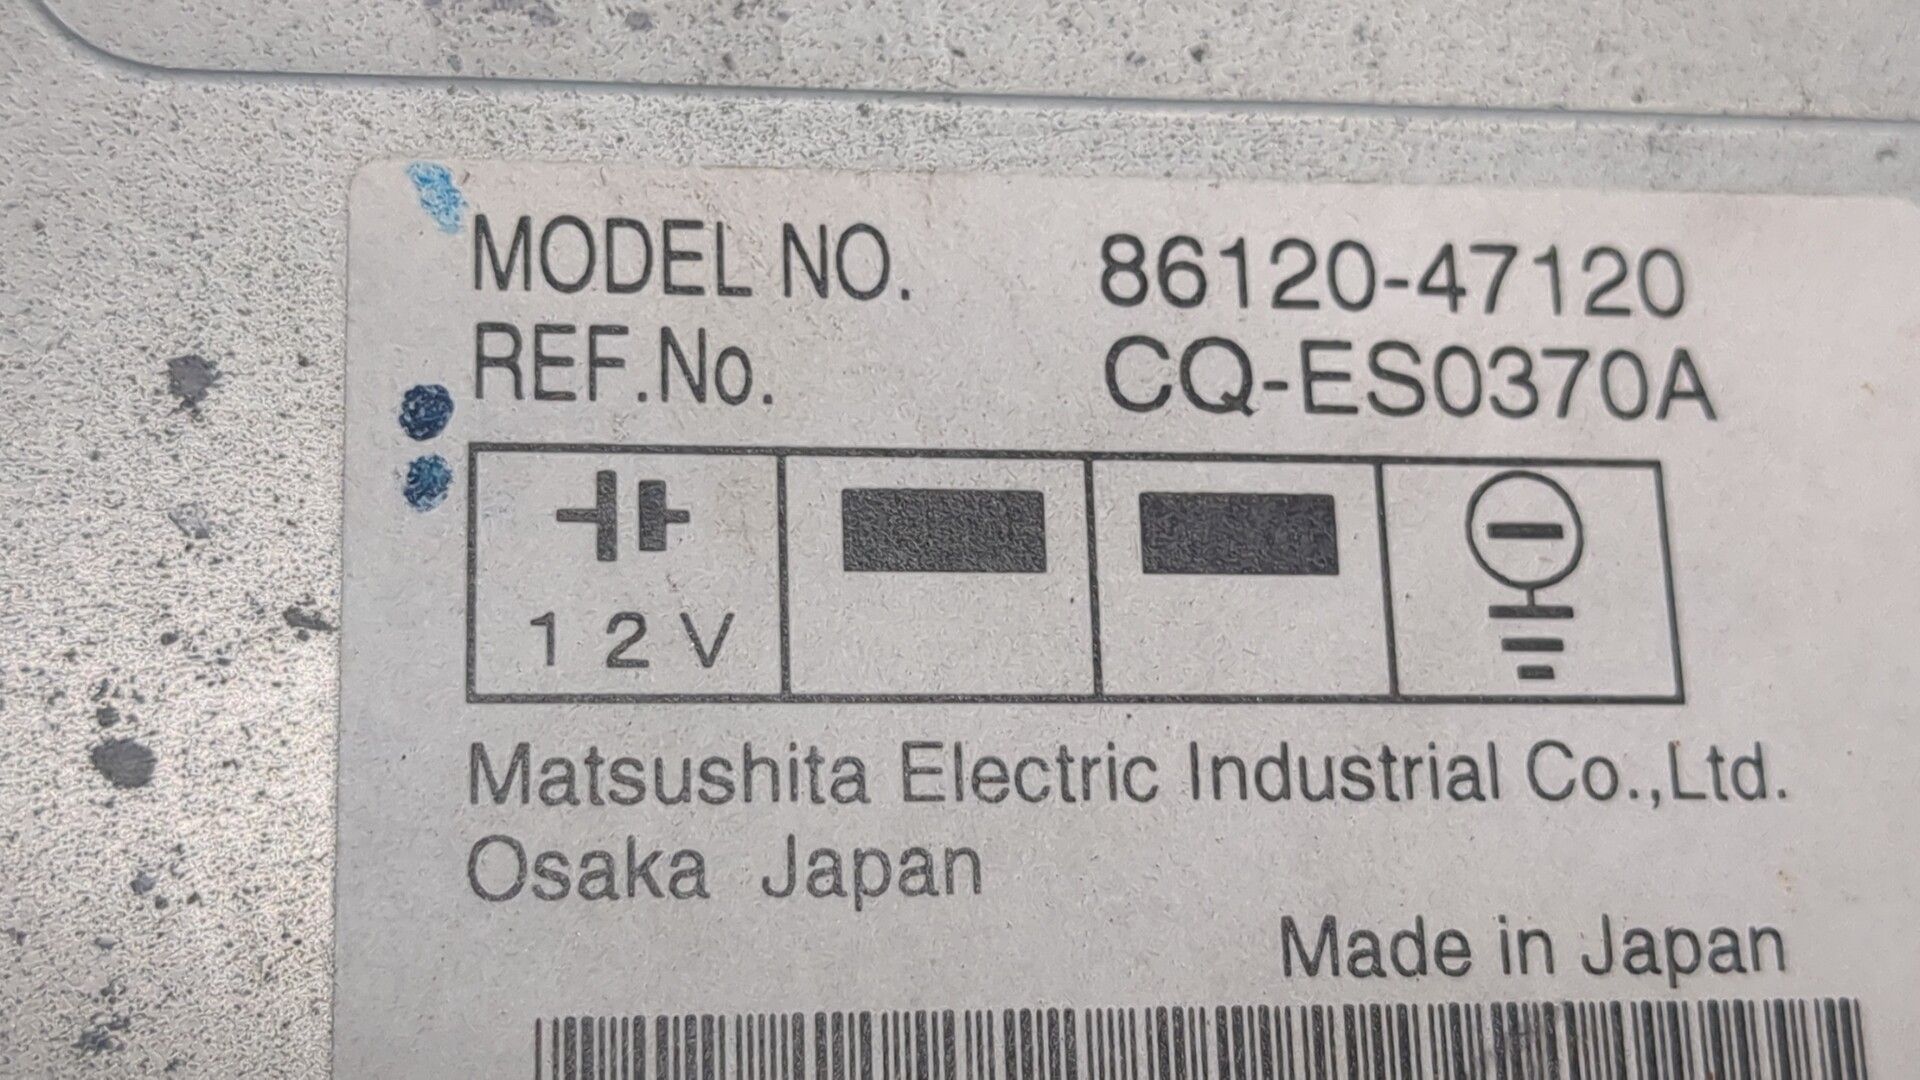 MODEL NO. 86120-47120
REF.No. CQ-ES0370A
12V
Matsushita Electric Industrial Co.,Ltd.
Osaka Japan
Made in Japan